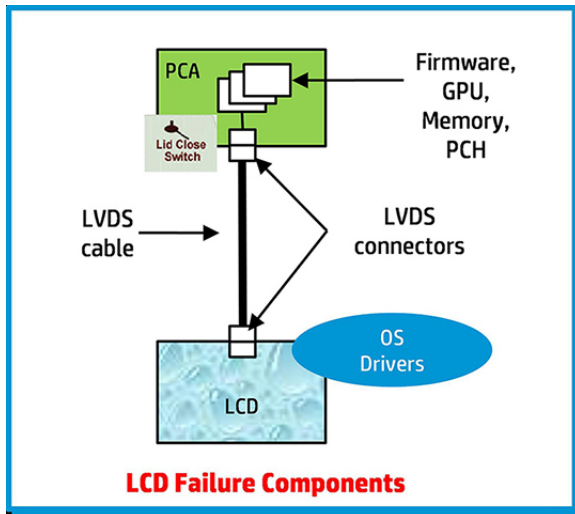 PCA
Firmware,
GPU,
Memory,
PCH
Lid Close
Switch
LVDS
cable
LVDS
connectors
OS
Drivers
LCD
LCD Failure Components